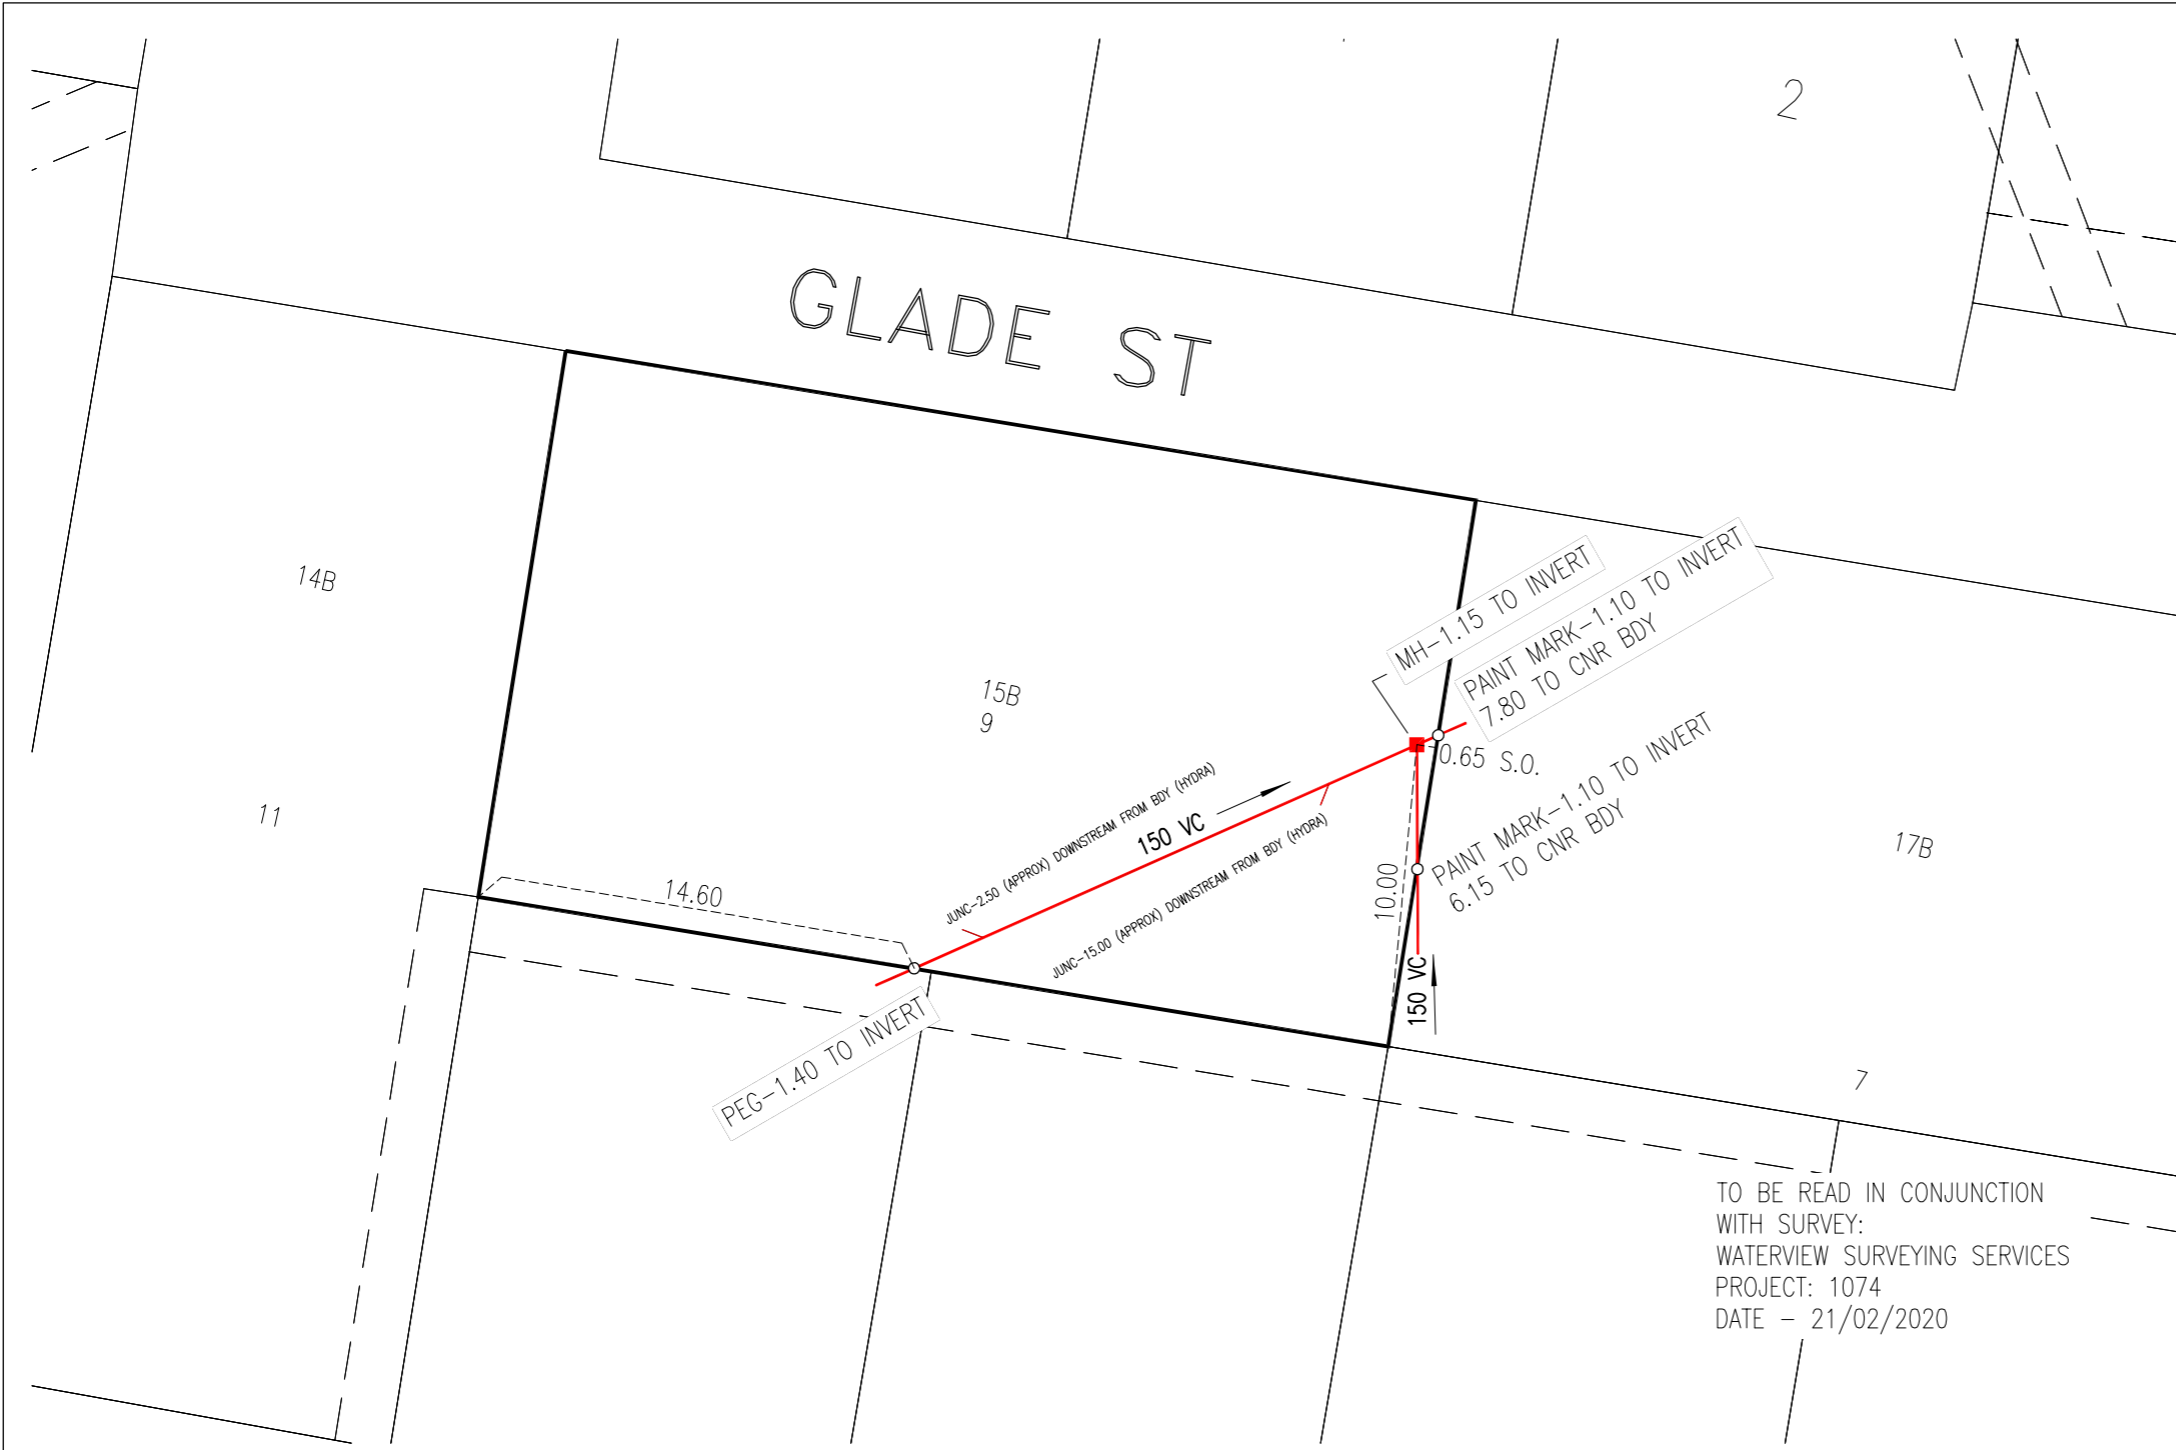 2
GLADE ST
14B
11
15B
9
MH-1.15 TO INVERT
PAINT MARK-1.10 TO INVERT
7.80 TO CNR BDY
0.65 S.O.
PAINT MARK-1.10 TO INVERT
6.15 TO CNR BDY
17B
JUNC-2.50 (APPROX) DOWNSTREAM FROM BDY (HYDRA)
150 VC
JUNC-15.00 (APPROX) DOWNSTREAM FROM BDY (HYDRA)
14.60
10.00
150 VC
PEG-1.40 TO INVERT
7
TO BE READ IN CONJUNCTION
WITH SURVEY:
WATERVIEW SURVEYING SERVICES
PROJECT: 1074
DATE - 21/02/2020